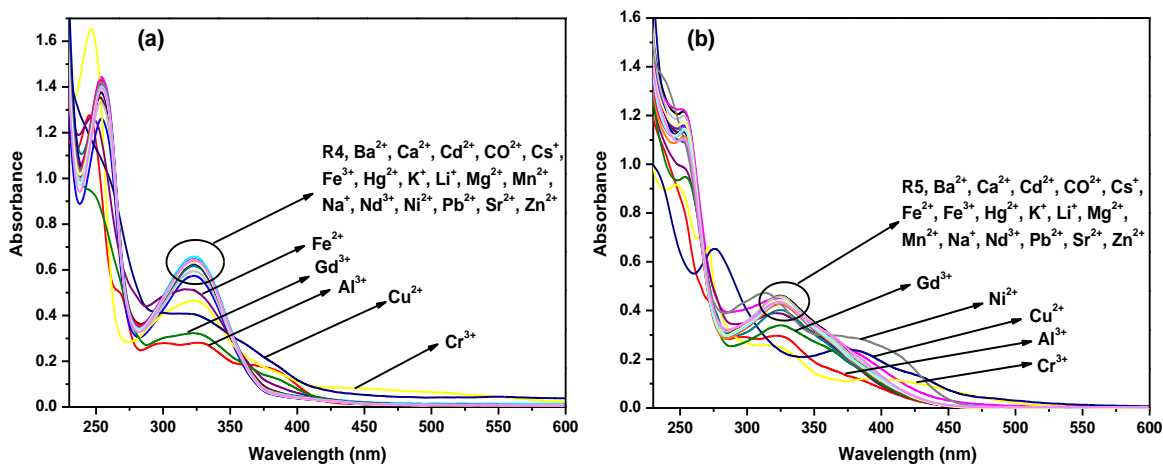 (a)
1.6
1.4
1.2
1.0
0.8
0.6
0.4
0.2
0.0
Absorbance
R4, Ba²⁺, Ca²⁺, Cd²⁺, CO²⁺, Cs⁺,
Fe³⁺, Hg²⁺, K⁺, Li⁺, Mg²⁺, Mn²⁺,
Na⁺, Nd³⁺, Ni²⁺, Pb²⁺, Sr²⁺, Zn²⁺
Fe²⁺
Gd³⁺
Al³⁺
Cu²⁺
Cr³⁺
250 300 350 400 450 500 550 600
Wavelength (nm)
(b)
1.6
1.4
1.2
1.0
0.8
0.6
0.4
0.2
0.0
Absorbance
R5, Ba²⁺, Ca²⁺, Cd²⁺, CO²⁺, Cs⁺,
Fe²⁺, Fe³⁺, Hg²⁺, K⁺, Li⁺, Mg²⁺,
Mn²⁺, Na⁺, Nd³⁺, Pb²⁺, Sr²⁺, Zn²⁺
Gd³⁺
Ni²⁺
Cu²⁺
Al³⁺
Cr³⁺
250 300 350 400 450 500 550 600
Wavelength (nm)